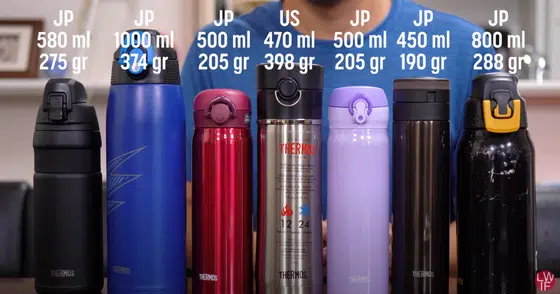 JP
580 ml
275 gr
JP
1000 ml
374 gr
JP
500 ml
205 gr
US
470 ml
398 gr
JP
500 ml
205 gr
JP
450 ml
190 gr
JP
800 ml
288 gr
THERMOS
12 24
THERMOS
THERMOS
THERMOS
THERMOS
THERMOS
THERMOS
LW
TF